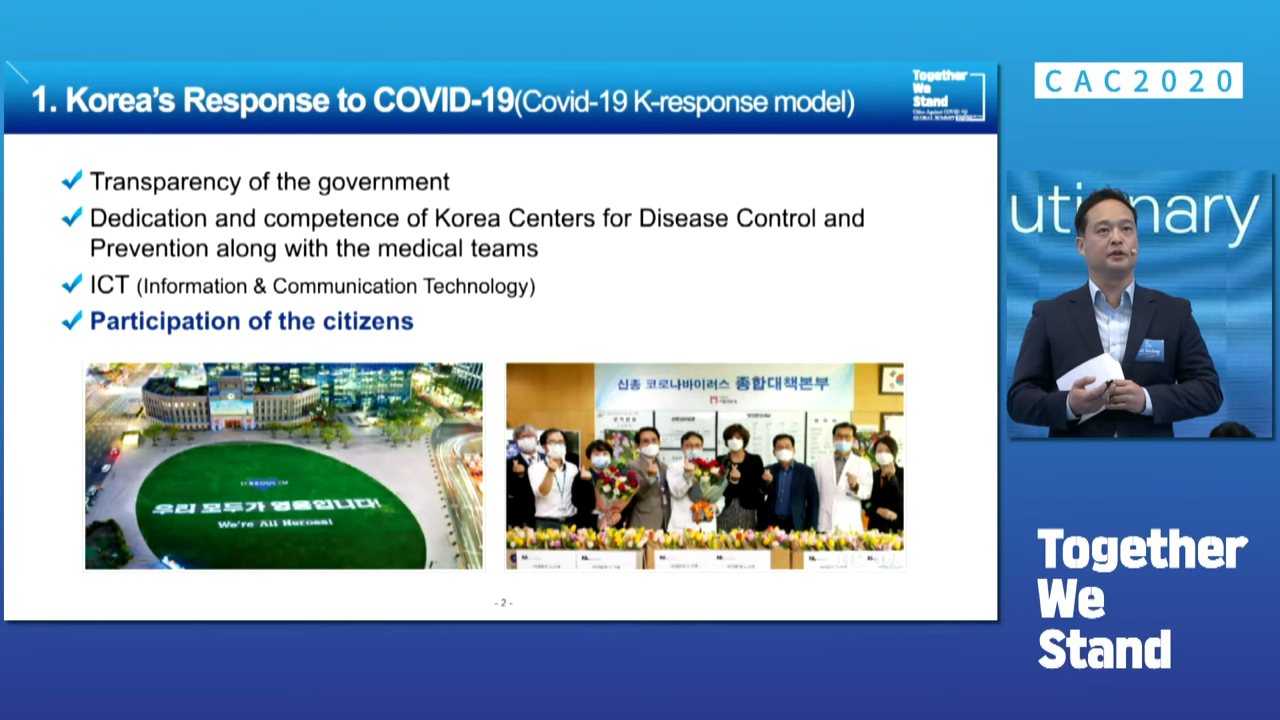 1. Korea's Response to COVID-19(Covid-19 K-response model)
Together
We
Stand
CAC2020
Transparency of the government
Dedication and competence of Korea Centers for Disease Control and
Prevention along with the medical teams
ICT (Information & Communication Technology)
Participation of the citizens
utionary
SEOUL
우리 모두가 영웅입니다!
We're All Heroes!
신종 코로나바이러스 종합대책본부
- 2 -
Together
We
Stand